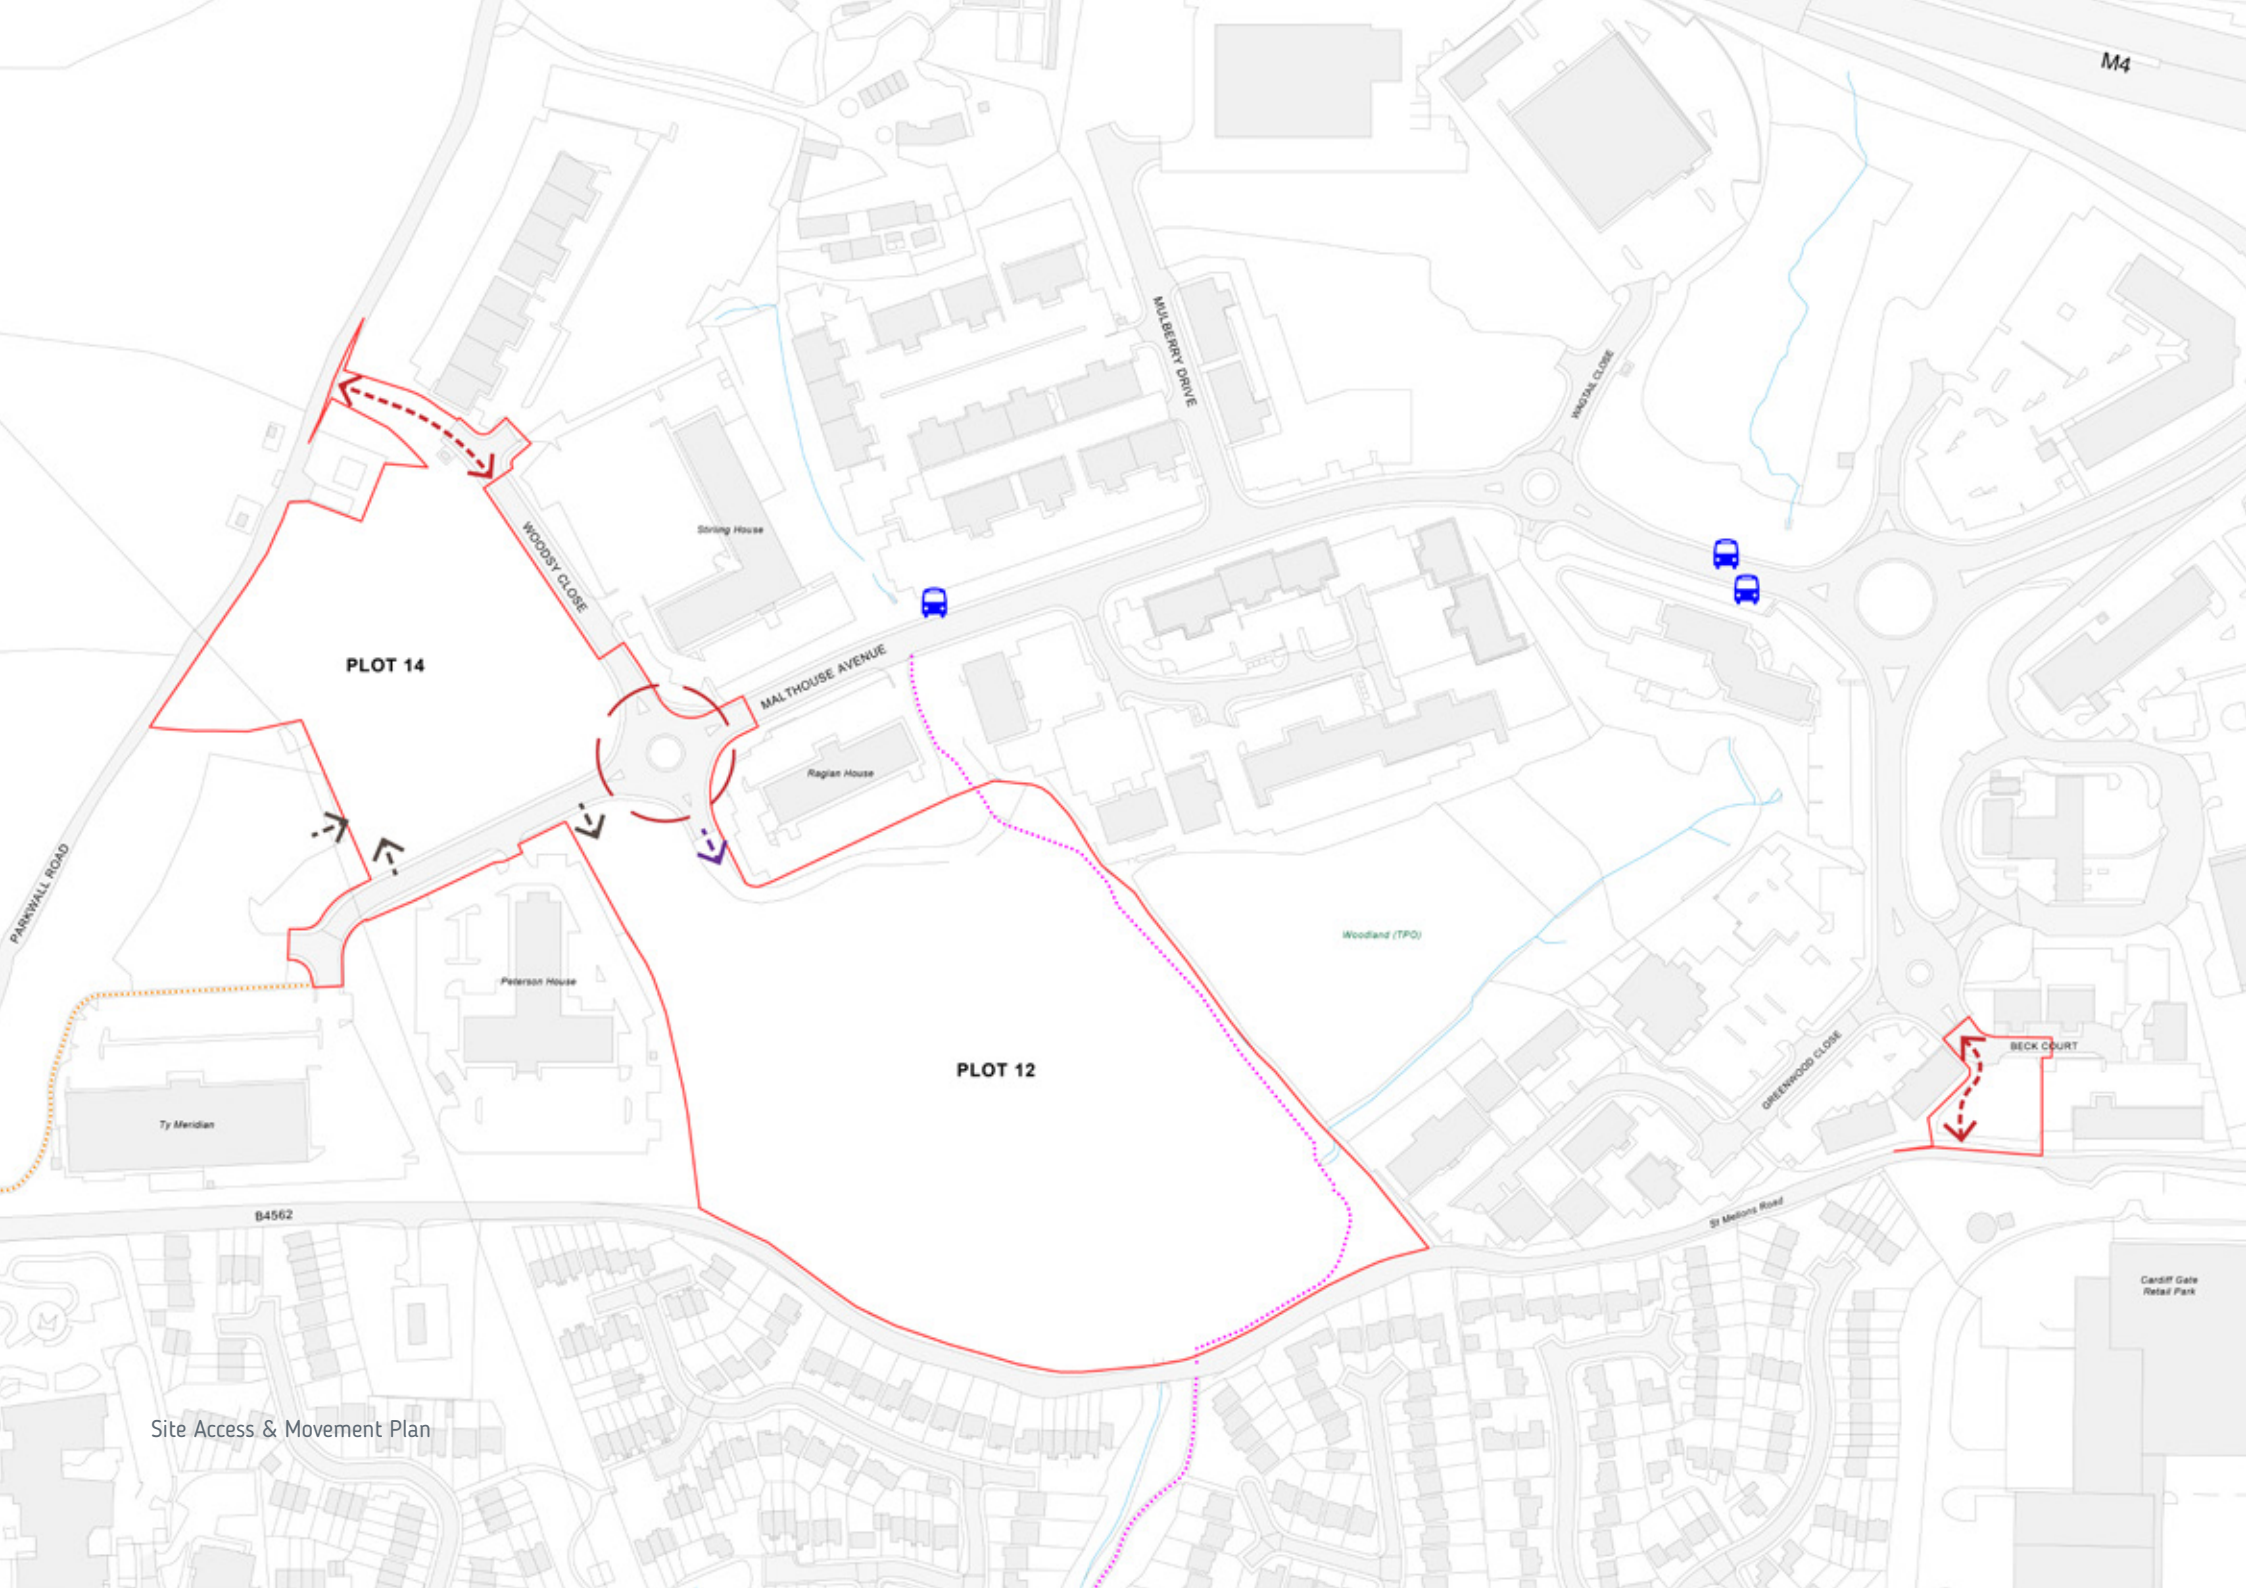 M4
MULBERRY DRIVE
WAGTAIL CLOSE
Stirling House
WOODSY CLOSE
PLOT 14
MALTHOUSE AVENUE
Raglan House
PARKWALL ROAD
Woodland (TPO)
Peterson House
BECK COURT
GREENWOOD CLOSE
PLOT 12
Ty Meridian
B4562
St Mellons Road
Cardiff Gate
Retail Park
Site Access & Movement Plan